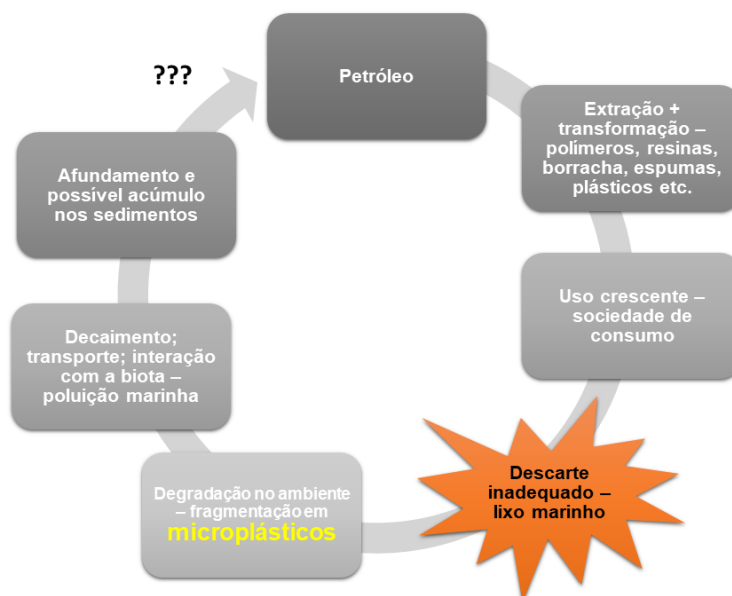 ???
Petróleo
Extração +
transformação –
polímeros, resinas,
borracha, espumas,
plásticos etc.
Uso crescente –
sociedade de
consumo
Descarte
inadequado –
lixo marinho
Degradação no ambiente
– fragmentação em
microplásticos
Decaimento;
transporte; interação
com a biota –
poluição marinha
Afundamento e
possível acúmulo
nos sedimentos